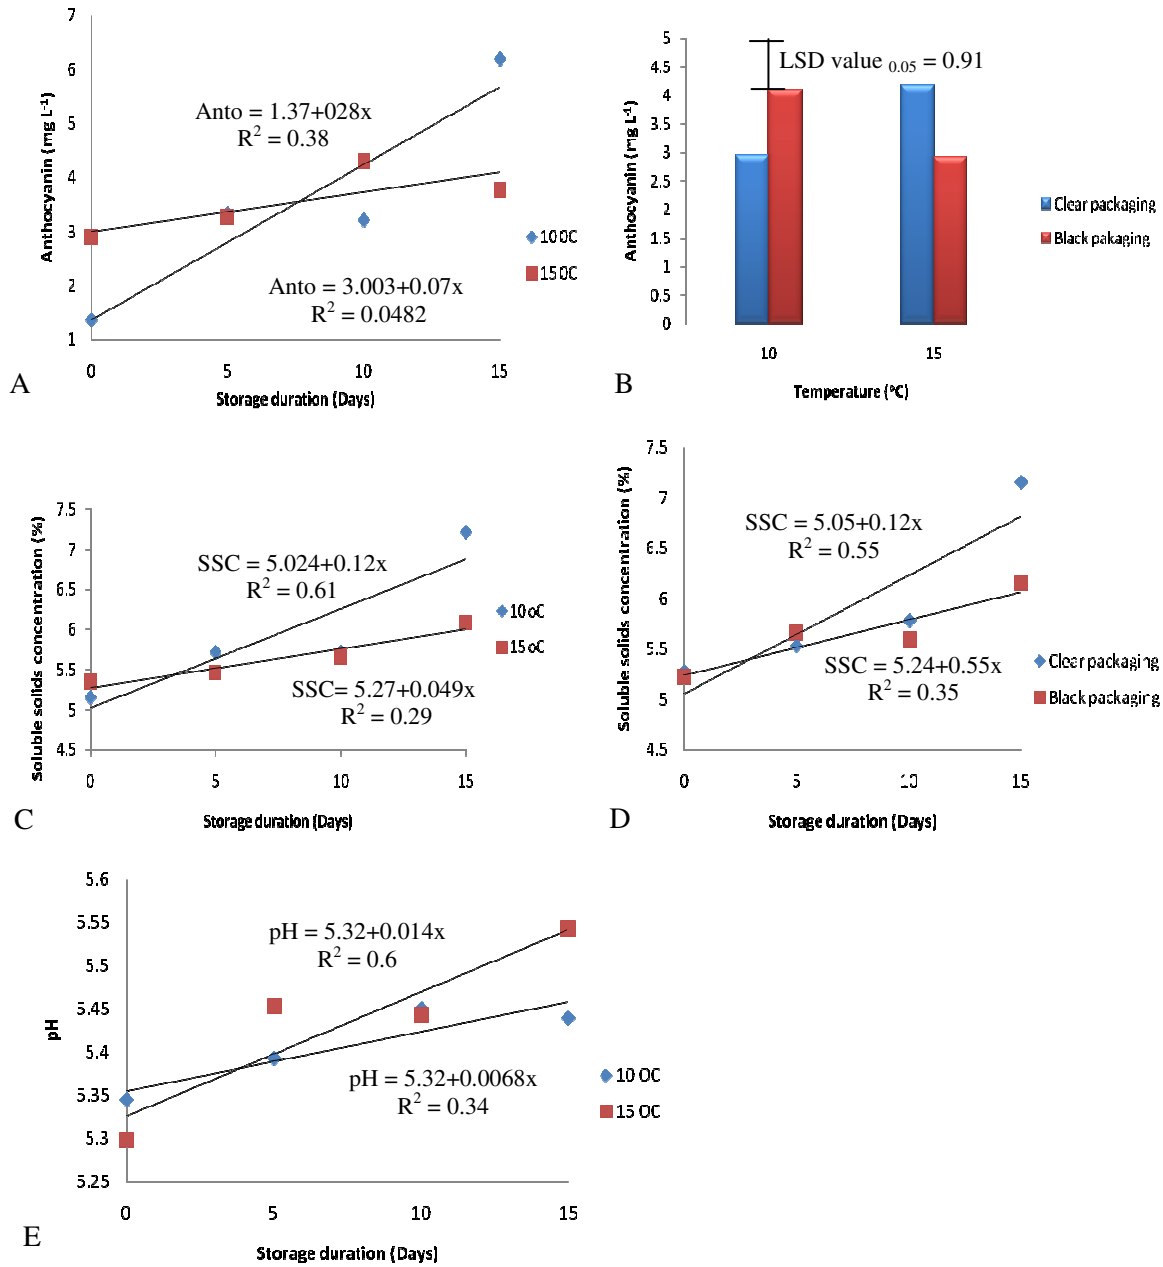 7
6
5
4
3
2
1
0
5
10
15
Anthocyanin (mg L-1)
Anto = 1.37+028x
R2 = 0.38
Anto = 3.003+0.07x
R2 = 0.0482
10 OC
15 OC
Storage duration (Days)
A
5
4.5
4
3.5
3
2.5
2
1.5
1
0.5
0
Anthocyanin (mg L-1)
LSD value 0.05 = 0.91
Clear packaging
Black pakaging
10
15
Temperature (°C)
B
7.5
7
6.5
6
5.5
5
4.5
0
5
10
15
Soluble solids concentration (%)
SSC = 5.024+0.12x
R2 = 0.61
SSC= 5.27+0.049x
R2 = 0.29
10 oC
15 oC
Storage duration (Days)
C
7.5
7
6.5
6
5.5
5
4.5
0
5
10
15
Soluble solids concentration (%)
SSC = 5.05+0.12x
R2 = 0.55
SSC = 5.24+0.55x
R2 = 0.35
Clear packaging
Black packaging
Storage duration (Days)
D
5.6
5.55
5.5
5.45
5.4
5.35
5.3
5.25
0
5
10
15
pH
pH = 5.32+0.014x
R2 = 0.6
pH = 5.32+0.0068x
R2 = 0.34
10 OC
15 OC
Storage duration (Days)
E